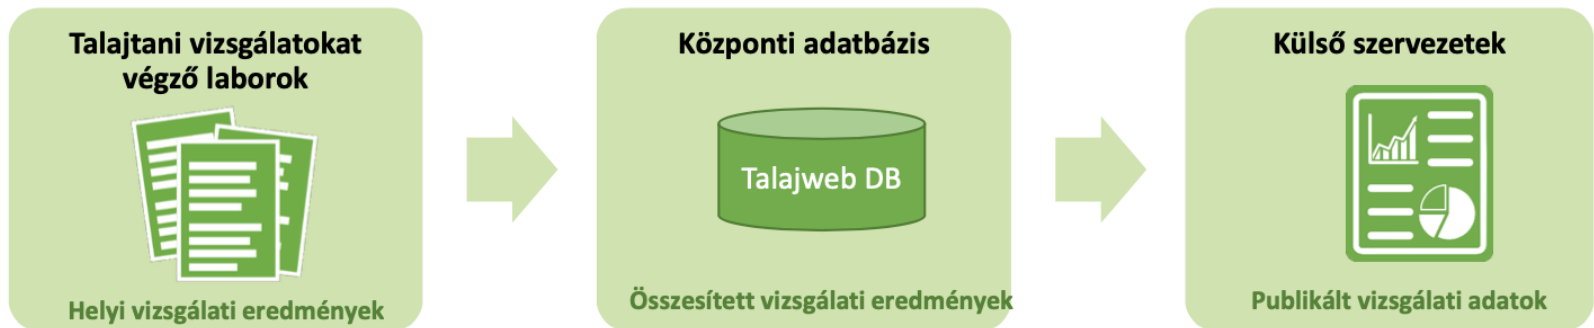 Talajtani vizsgálatokat
végző laborok
Helyi vizsgálati eredmények
Központi adatbázis
Talajweb DB
Összesített vizsgálati eredmények
Külső szervezetek
Publikált vizsgálati adatok